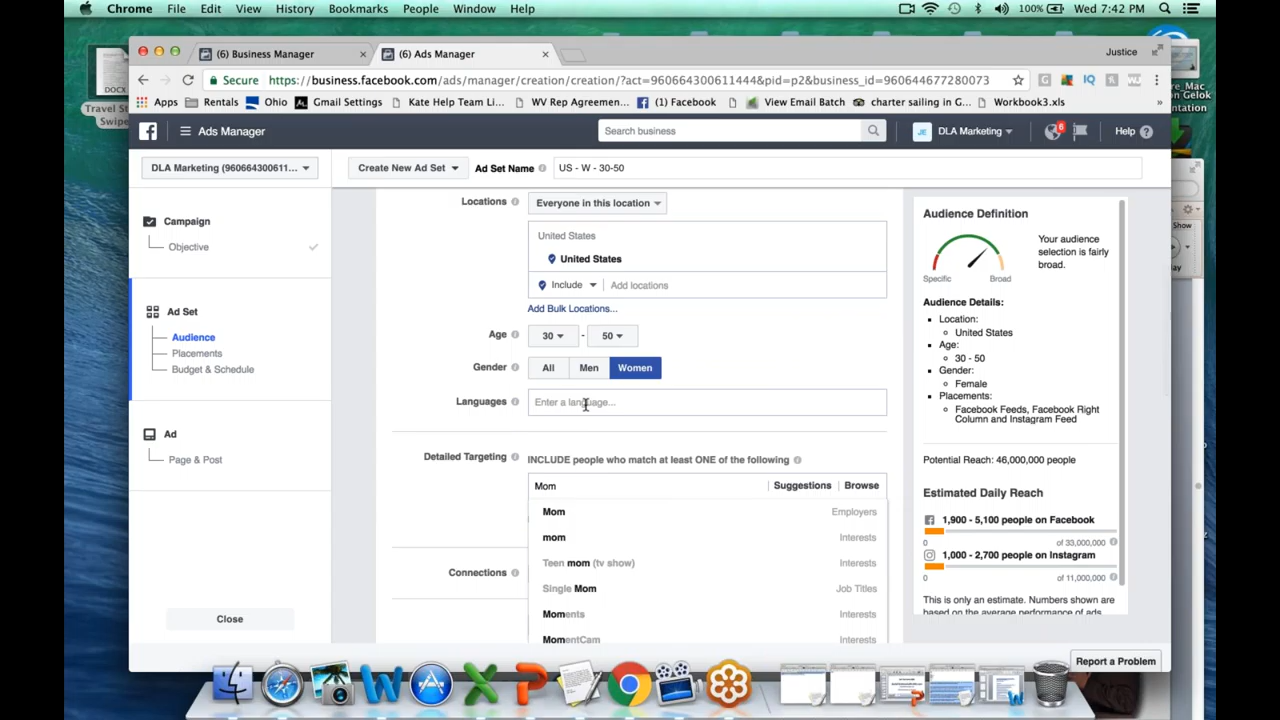 Chrome File Edit View History Bookmarks People Window Help 100% Wed 7:42 PM
DOCX
Travel St
Swipe
re_Mac
on Gelok
ntation
Show
(6) Business Manager
(6) Ads Manager
Justice
Secure https://business.facebook.com/ads/manager/creation/creation/?act=960664300611444&pid=p2&business_id=960644677280073
Apps Rentals Ohio Gmail Settings Kate Help Team Li... WV Rep Agreemen... (1) Facebook View Email Batch charter sailing in G... Workbook3.xls »
Ads Manager
Search business
DLA Marketing
6
Help
DLA Marketing (960664300611...
Create New Ad Set
Ad Set Name
US - W - 30-50
Campaign
Objective
Ad Set
Audience
Placements
Budget & Schedule
Ad
Page & Post
Close
Locations
Everyone in this location
United States
United States
Include
Add locations
Add Bulk Locations...
Age
30 - 50
Gender
All Men Women
Languages
Enter a language...
Detailed Targeting
INCLUDE people who match at least ONE of the following
Mom
Suggestions Browse
Mom Employers
mom Interests
Teen mom (tv show) Interests
Single Mom Job Titles
Moments Interests
MomentCam Interests
Connections
Audience Definition
Specific Broad
Your audience
selection is fairly
broad.
Audience Details:
Location:
United States
Age:
30 - 50
Gender:
Female
Placements:
Facebook Feeds, Facebook Right
Column and Instagram Feed
Potential Reach: 46,000,000 people
Estimated Daily Reach
1,900 - 5,100 people on Facebook
0 of 33,000,000
1,000 - 2,700 people on Instagram
0 of 11,000,000
This is only an estimate. Numbers shown are
based on the average performance of ads
Report a Problem